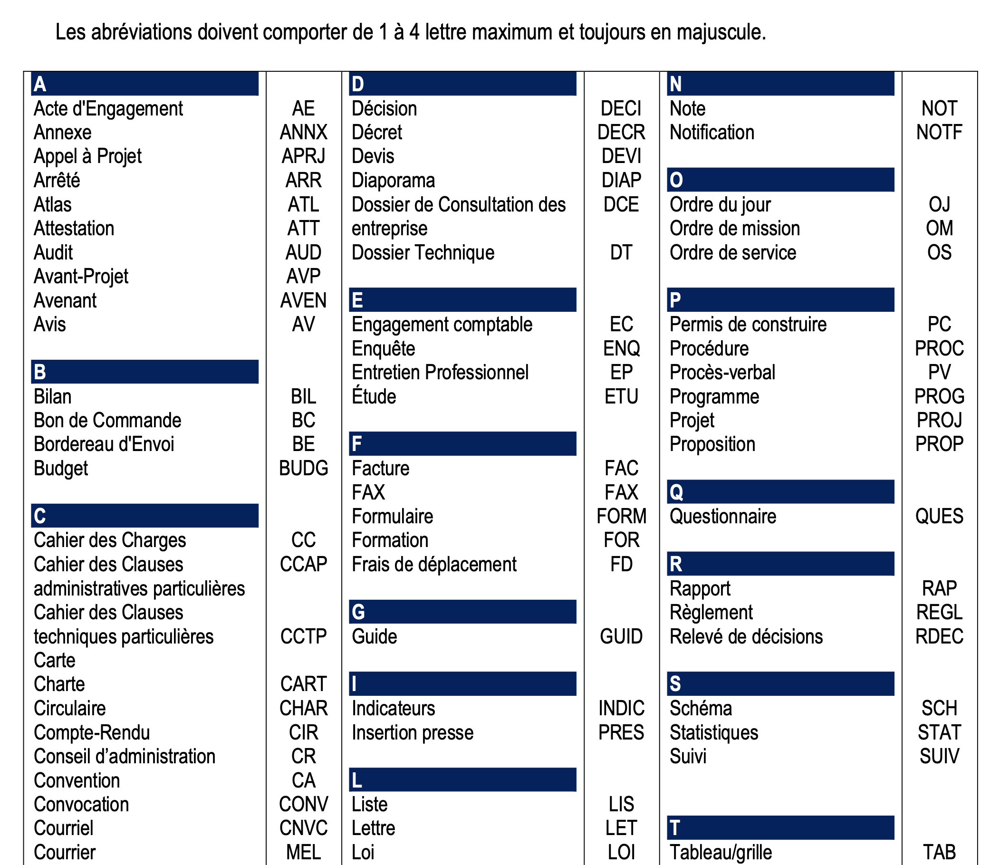 Les abréviations doivent comporter de 1 à 4 lettre maximum et toujours en majuscule.
A
Acte d'Engagement AE
Annexe ANNX
Appel à Projet APRJ
Arrêté ARR
Atlas ATL
Attestation ATT
Audit AUD
Avant-Projet AVP
Avenant AVEN
Avis AV
B
Bilan BIL
Bon de Commande BC
Bordereau d'Envoi BE
Budget BUDG
C
Cahier des Charges CC
Cahier des Clauses CCAP
administratives particulières
Cahier des Clauses
techniques particulières CCTP
Carte
Charte CART
Circulaire CHAR
Compte-Rendu CIR
Conseil d’administration CR
Convention CA
Convocation CONV
Courriel CNVC
Courrier MEL
D
Décision DECI
Décret DECR
Devis DEVI
Diaporama DIAP
Dossier de Consultation des DCE
entreprise
Dossier Technique DT
E
Engagement comptable EC
Enquête ENQ
Entretien Professionnel EP
Étude ETU
F
Facture FAC
FAX FAX
Formulaire FORM
Formation FOR
Frais de déplacement FD
G
Guide GUID
I
Indicateurs INDIC
Insertion presse PRES
L
Liste LIS
Lettre LET
Loi LOI
N
Note NOT
Notification NOTF
O
Ordre du jour OJ
Ordre de mission OM
Ordre de service OS
P
Permis de construire PC
Procédure PROC
Procès-verbal PV
Programme PROG
Projet PROJ
Proposition PROP
Q
Questionnaire QUES
R
Rapport RAP
Règlement REGL
Relevé de décisions RDEC
S
Schéma SCH
Statistiques STAT
Suivi SUIV
T
Tableau/grille TAB